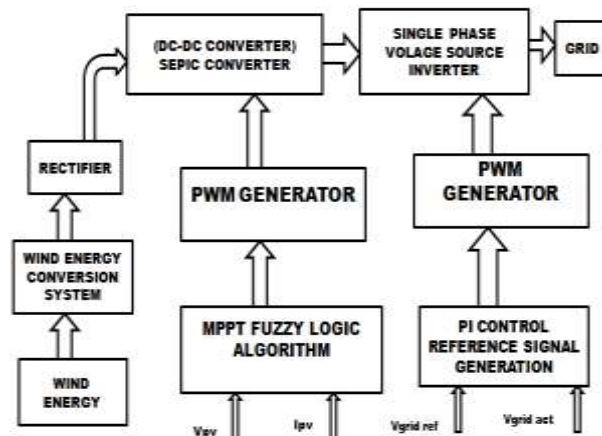 (DC-DC CONVERTER)
SEPIC CONVERTER
SINGLE PHASE
VOLAGE SOURCE
INVERTER
GRID
RECTIFIER
PWM GENERATOR
PWM
GENERATOR
WIND ENERGY
CONVERSION
SYSTEM
MPPT FUZZY LOGIC
ALGORITHM
PI CONTROL
REFERENCE SIGNAL
GENERATION
WIND
ENERGY
Vpv
Ipv
Vgrid ref
Vgrid act